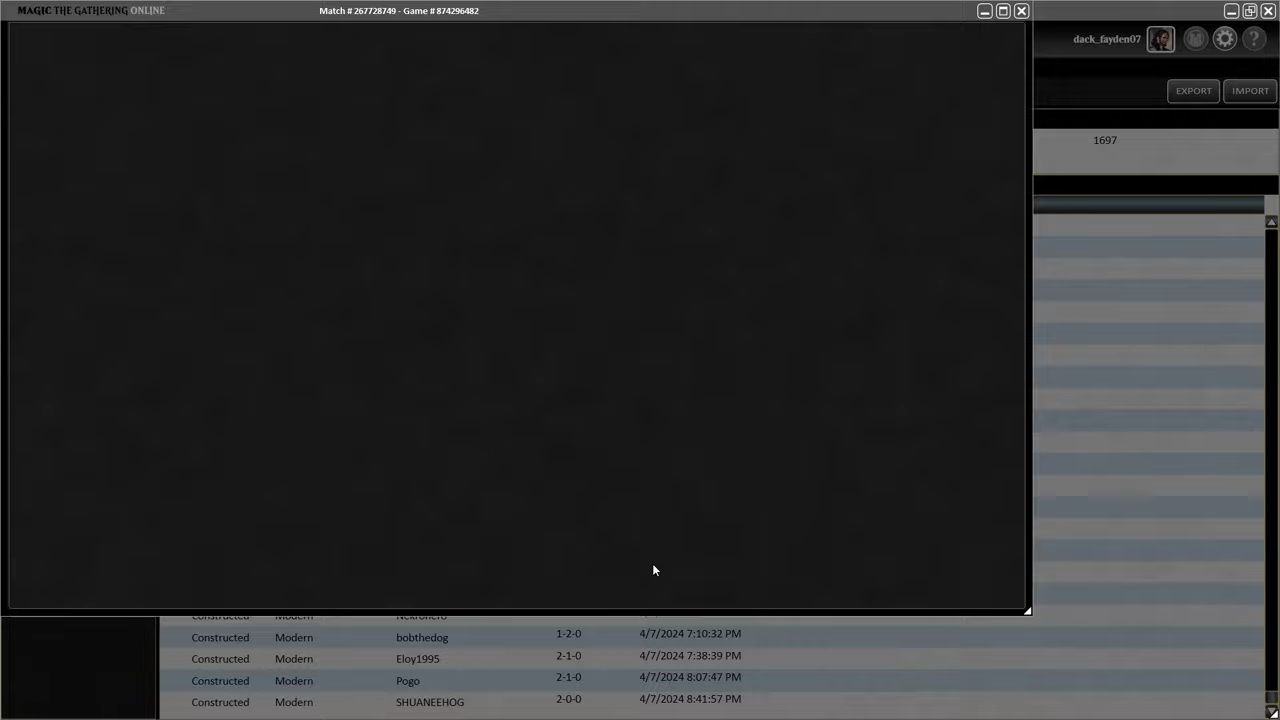 MAGIC THE GATHERING ONLINE
Match # 267728749 - Game # 874296482
dack_fayden07
?
EXPORT IMPORT
1697
Constructed Modern Nekronero
Constructed Modern bobthedog 1-2-0 4/7/2024 7:10:32 PM
Constructed Modern Eloy1995 2-1-0 4/7/2024 7:38:39 PM
Constructed Modern Pogo 2-1-0 4/7/2024 8:07:47 PM
Constructed Modern SHUANEEHOG 2-0-0 4/7/2024 8:41:57 PM